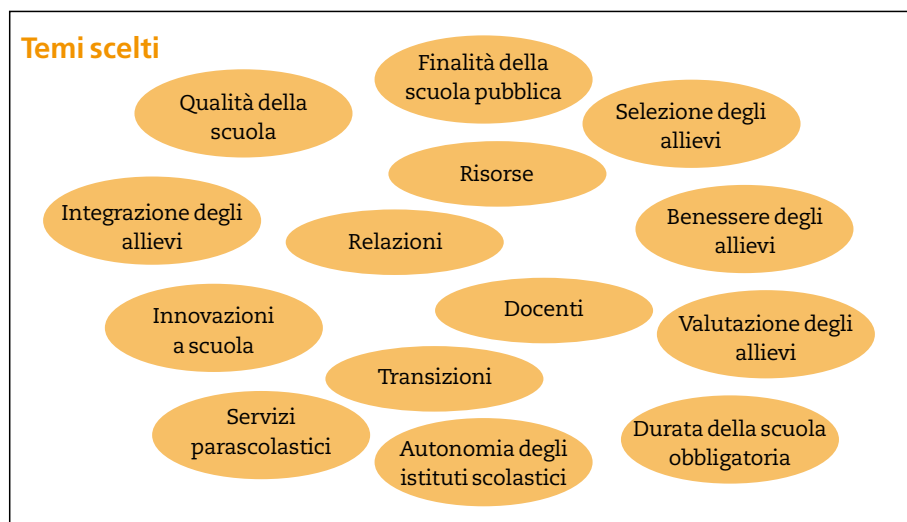 Temi scelti
Finalità della
scuola pubblica
Qualità della
scuola
Selezione degli
allievi
Risorse
Integrazione degli
allievi
Relazioni
Benessere degli
allievi
Innovazioni
a scuola
Docenti
Valutazione degli
allievi
Transizioni
Servizi
parascolastici
Autonomia degli
istituti scolastici
Durata della scuola
obbligatoria